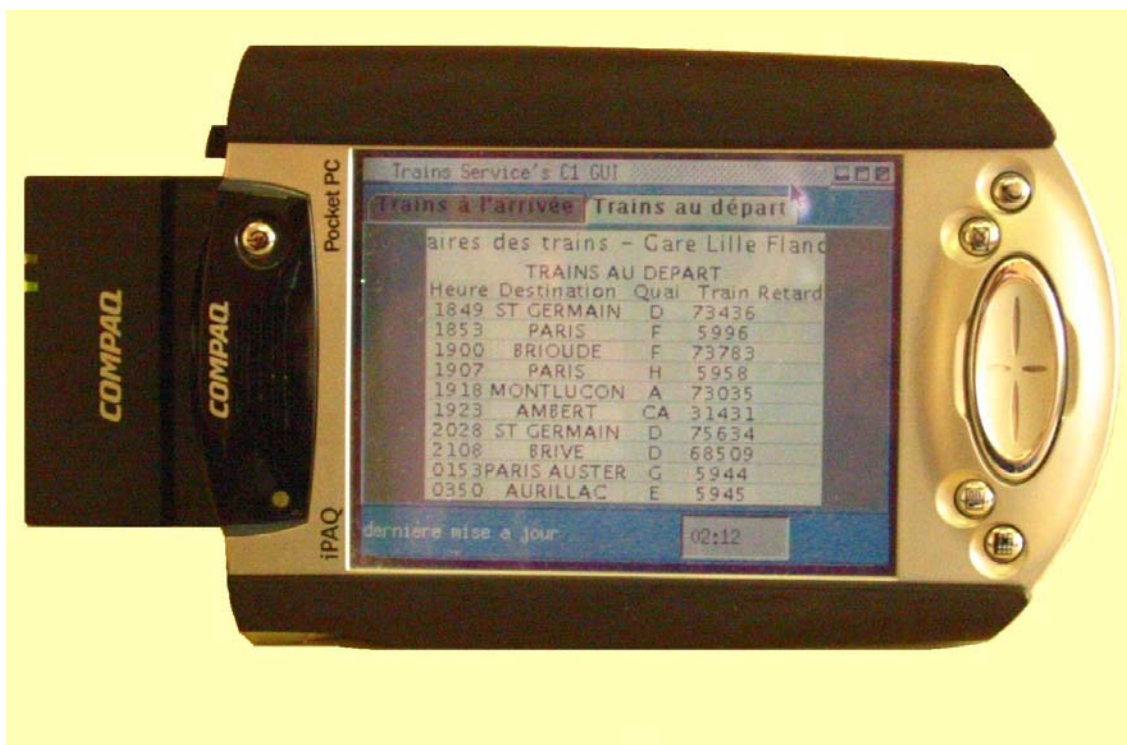 COMPAQ
COMPAQ
iPAQ Pocket PC
Trains Service's C1 GUI
Trains à l'arrivée Trains au départ
aires des trains – Gare Lille Flanc
TRAINS AU DEPART
Heure Destination Quai Train Retard
1849 ST GERMAIN D 73436
1853 PARIS F 5996
1900 BRIOUDE F 73783
1907 PARIS H 5958
1918 MONTLUCON A 73035
1923 AMBERT CA 31431
2028 ST GERMAIN D 75634
2108 BRIVE D 68509
0153PARIS AUSTER G 5944
0350 AURILLAC E 5945
dernière mise a jour 02:12